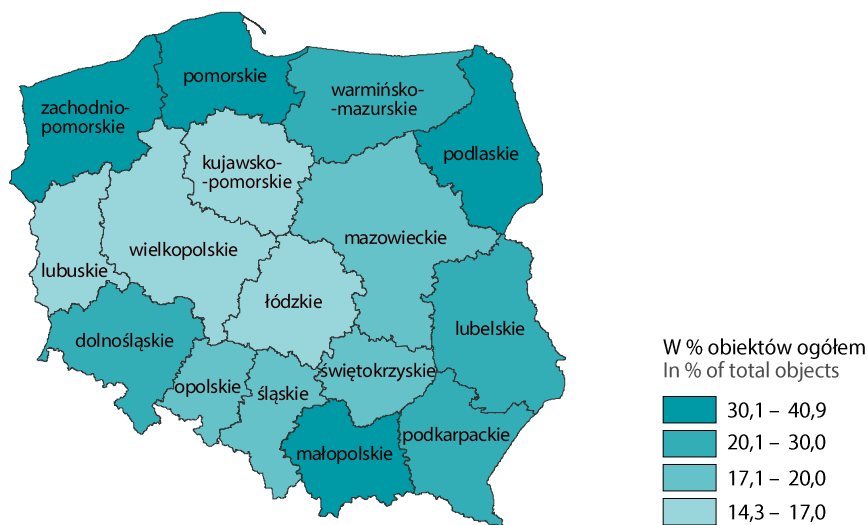 pomorskie
warmińsko-
-mazurskie
zachodnio-
pomorskie
podlaskie
kujawsko-
-pomorskie
mazowieckie
wielkopolskie
lubuskie
łódzkie
lubelskie
dolnośląskie
świętokrzyskie
opolskie
śląskie
podkarpackie
małopolskie
W % obiektów ogółem
In % of total objects
30,1 – 40,9
20,1 – 30,0
17,1 – 20,0
14,3 – 17,0